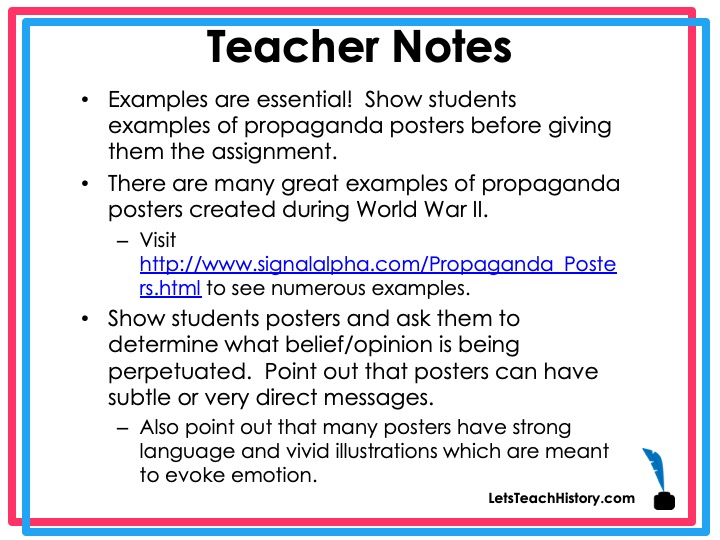 Teacher Notes
• Examples are essential!  Show students
examples of propaganda posters before giving
them the assignment.
• There are many great examples of propaganda
posters created during World War II.
– Visit
http://www.signalalpha.com/Propaganda_Poste
rs.html to see numerous examples.
• Show students posters and ask them to
determine what belief/opinion is being
perpetuated.  Point out that posters can have
subtle or very direct messages.
– Also point out that many posters have strong
language and vivid illustrations which are meant
to evoke emotion.
LetsTeachHistory.com